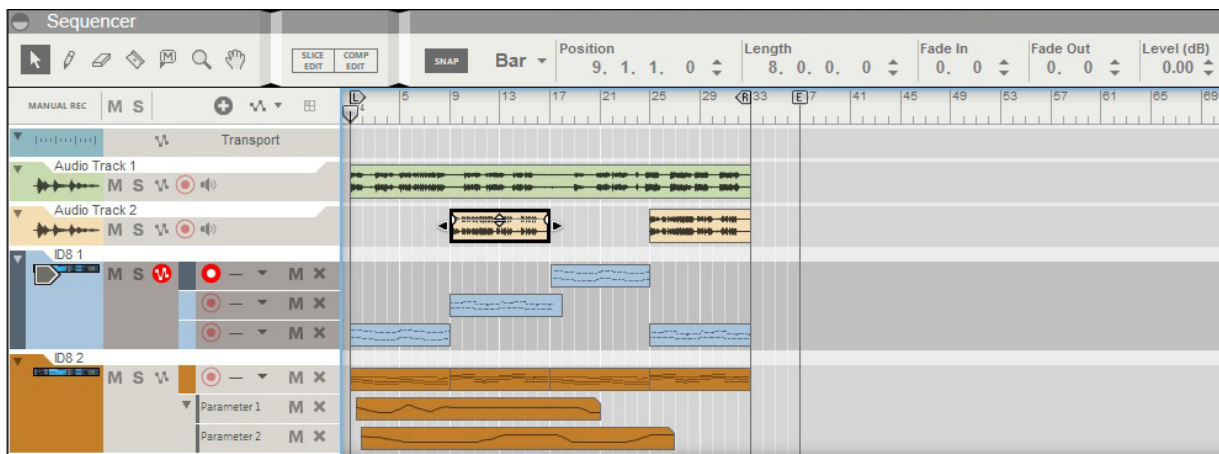 Sequencer
SLICE EDIT COMP EDIT SNAP Bar Position 9. 1. 1. 0 Length 8. 0. 0. 0 Fade In 0. 0 Fade Out 0. 0 Level (dB) 0.00
MANUAL REC M S L 4 5 9 13 17 21 25 29 R 33 E 7 41 45 49 53 57 61 65 69
Transport
Audio Track 1
M S
Audio Track 2
M S
ID8 1
M S M
M
M
ID8 2
M S M
Parameter 1 M
Parameter 2 M